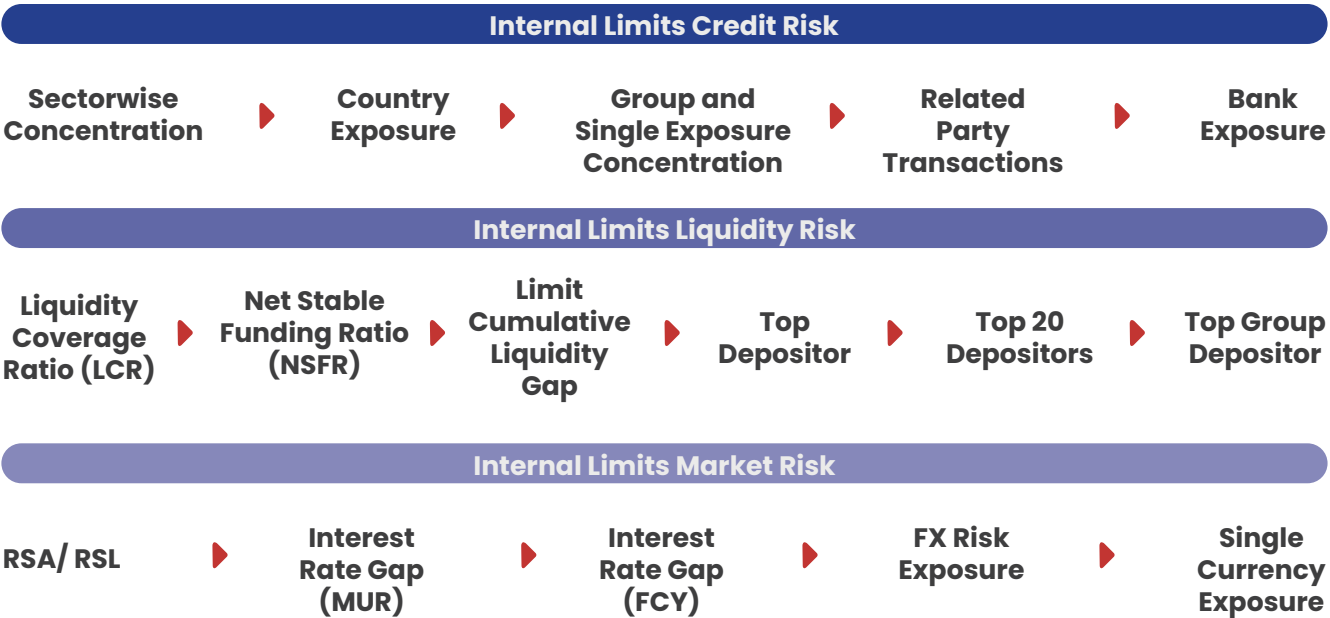 Internal Limits Credit Risk
Sectorwise
Concentration
Country
Exposure
Group and
Single Exposure
Concentration
Related
Party
Transactions
Bank
Exposure
Internal Limits Liquidity Risk
Liquidity
Coverage
Ratio (LCR)
Net Stable
Funding Ratio
(NSFR)
Limit
Cumulative
Liquidity
Gap
Top
Depositor
Top 20
Depositors
Top Group
Depositor
Internal Limits Market Risk
RSA/ RSL
Interest
Rate Gap
(MUR)
Interest
Rate Gap
(FCY)
FX Risk
Exposure
Single
Currency
Exposure